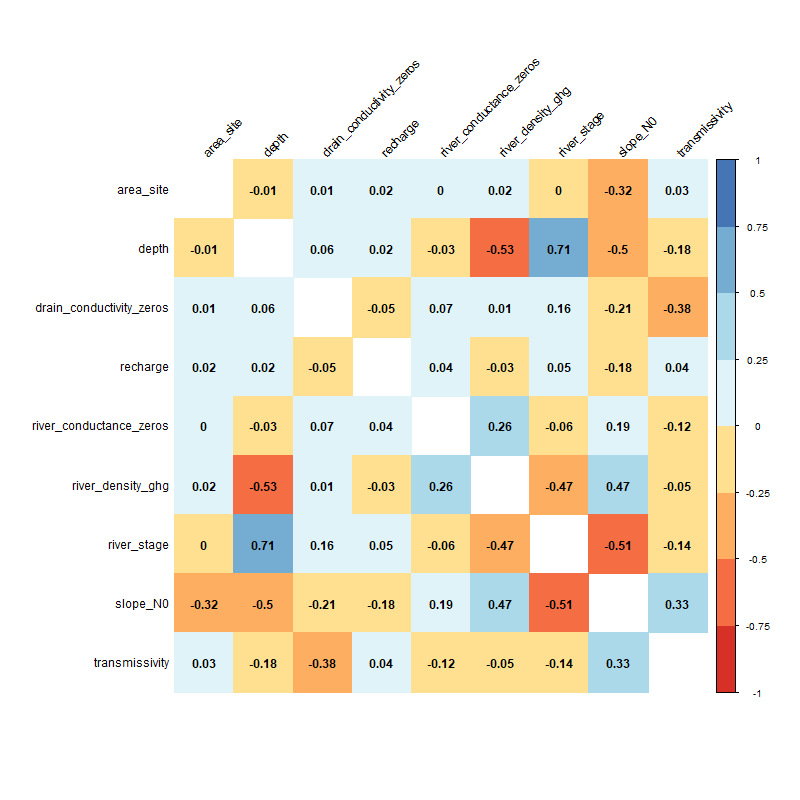 area_site depth drain_conductivity_zeros recharge river_conductance_zeros river_density_ghg river_stage slope_N0 transmissivity
area_site -0.01 0.01 0.02 0 0.02 0 -0.32 0.03
depth -0.01 0.06 0.02 -0.03 -0.53 0.71 -0.5 -0.18
drain_conductivity_zeros 0.01 0.06 -0.05 0.07 0.01 0.16 -0.21 -0.38
recharge 0.02 0.02 -0.05 0.04 -0.03 0.05 -0.18 0.04
river_conductance_zeros 0 -0.03 0.07 0.04 0.26 -0.06 0.19 -0.12
river_density_ghg 0.02 -0.53 0.01 -0.03 0.26 -0.47 0.47 -0.05
river_stage 0 0.71 0.16 0.05 -0.06 -0.47 -0.51 -0.14
slope_N0 -0.32 -0.5 -0.21 -0.18 0.19 0.47 -0.51 0.33
transmissivity 0.03 -0.18 -0.38 0.04 -0.12 -0.05 -0.14 0.33
1
0.75
0.5
0.25
0
-0.25
-0.5
-0.75
-1